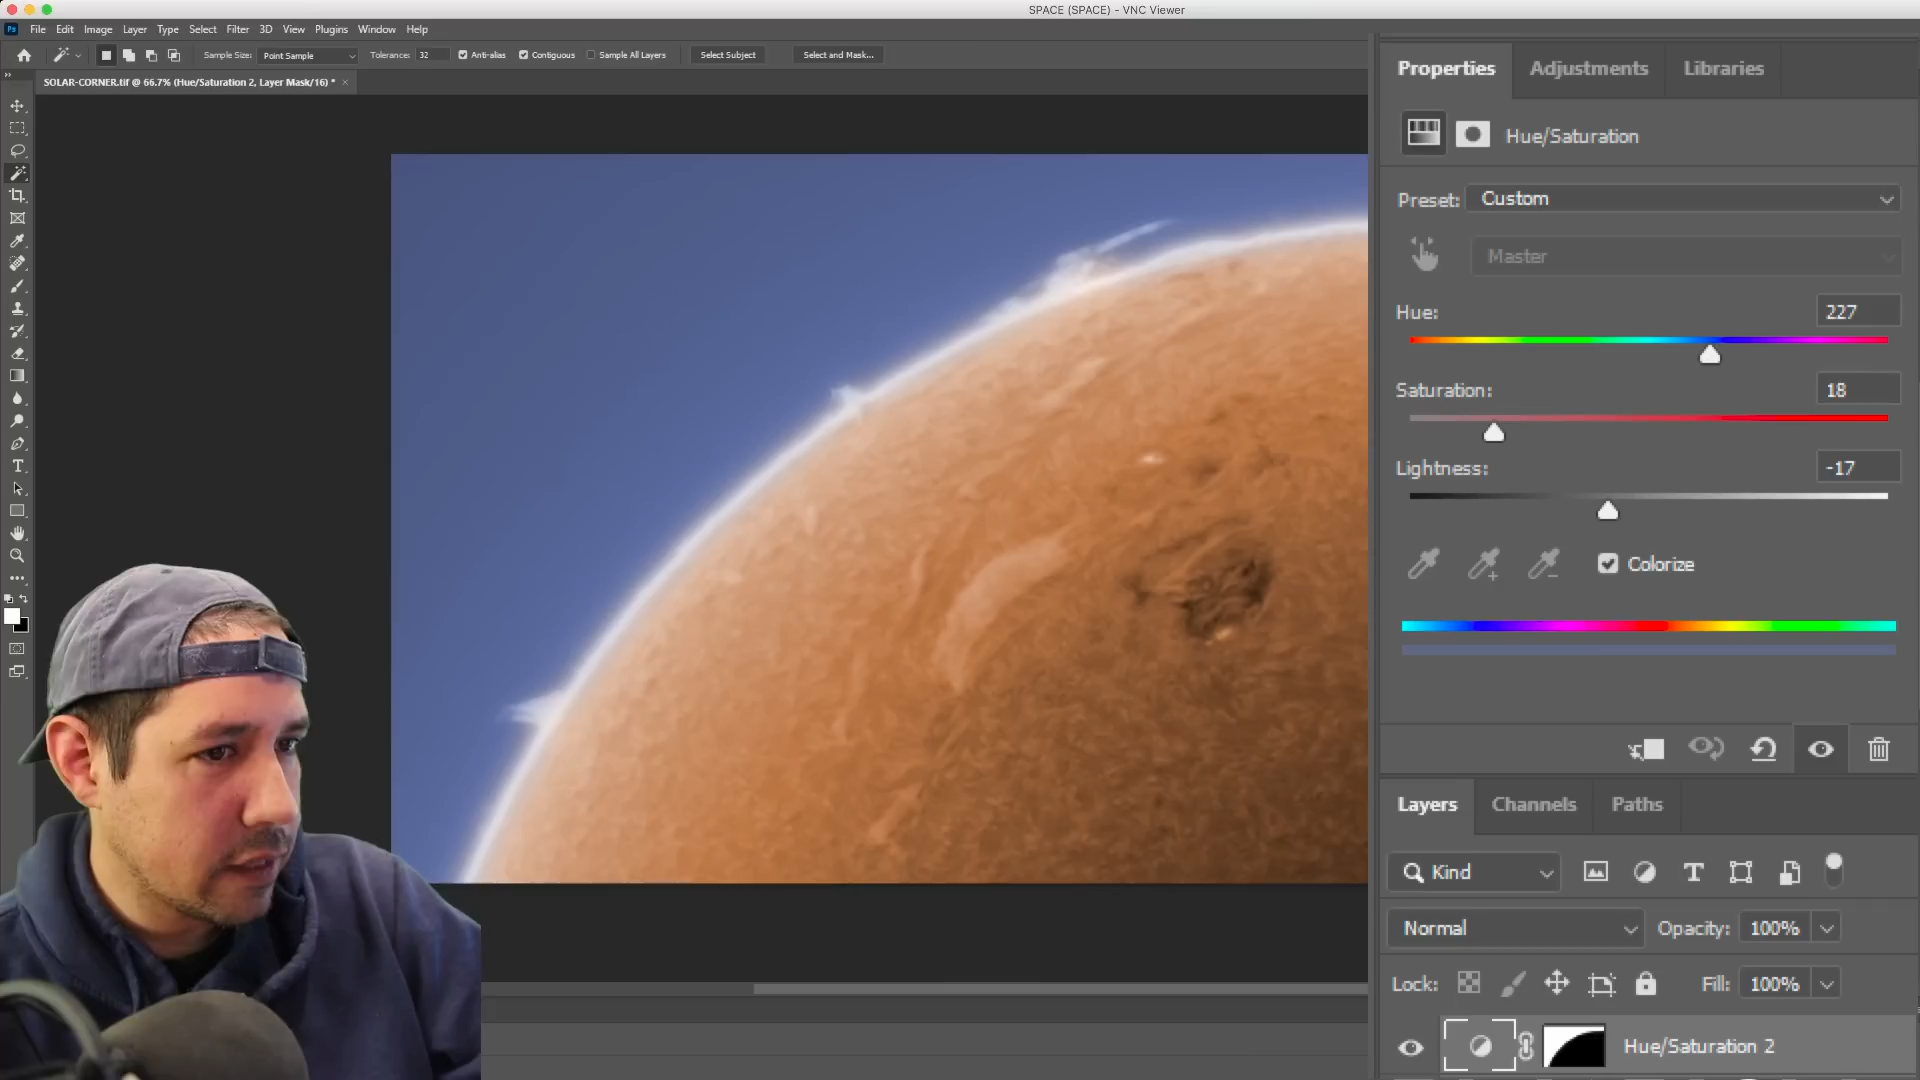 SPACE (SPACE) - VNC Viewer
Ps File Edit Image Layer Type Select Filter 3D View Plugins Window Help
Sample Size: Point Sample Tolerance: 32 Anti-alias Contiguous Sample All Layers Select Subject Select and Mask...
SOLAR-CORNER.tif @ 66.7% (Hue/Saturation 2, Layer Mask/16) * ×
Properties Adjustments Libraries
Hue/Saturation
Preset: Custom
Master
Hue: 227
Saturation: 18
Lightness: -17
Colorize
Layers Channels Paths
Kind
Normal Opacity: 100%
Lock: Fill: 100%
Hue/Saturation 2